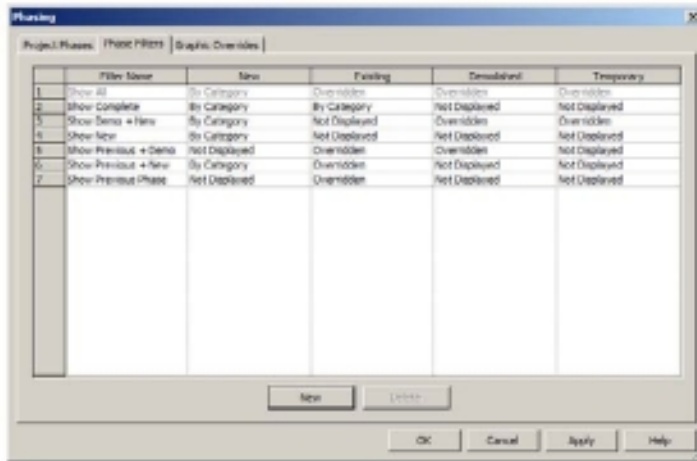 Phasing
Project Phases Phase Filters Graphic Overrides
Filter Name New Existing Demolished Temporary
1 Show All By Category Overridden Overridden Overridden
2 Show Complete By Category By Category Not Displayed Not Displayed
3 Show Demo + New By Category Not Displayed Overridden Overridden
4 Show New By Category Not Displayed Not Displayed Not Displayed
5 Show Previous + Demo Not Displayed Overridden Overridden Not Displayed
6 Show Previous + New By Category Overridden Not Displayed Not Displayed
7 Show Previous Phase Not Displayed Overridden Not Displayed Not Displayed
New Delete
OK Cancel Apply Help